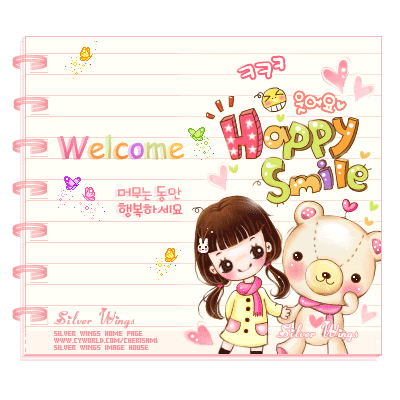 ㅋㅋㅋ
웃어요
Happy
Smile
Welcome
머무는 동안
행복하세요
Silver Wings
SILVER WINGS HOME PAGE
WWW.CYWORLD.COM/CHERISHMI
SILVER WINGS IMAGE HOUSE
Silver Wings